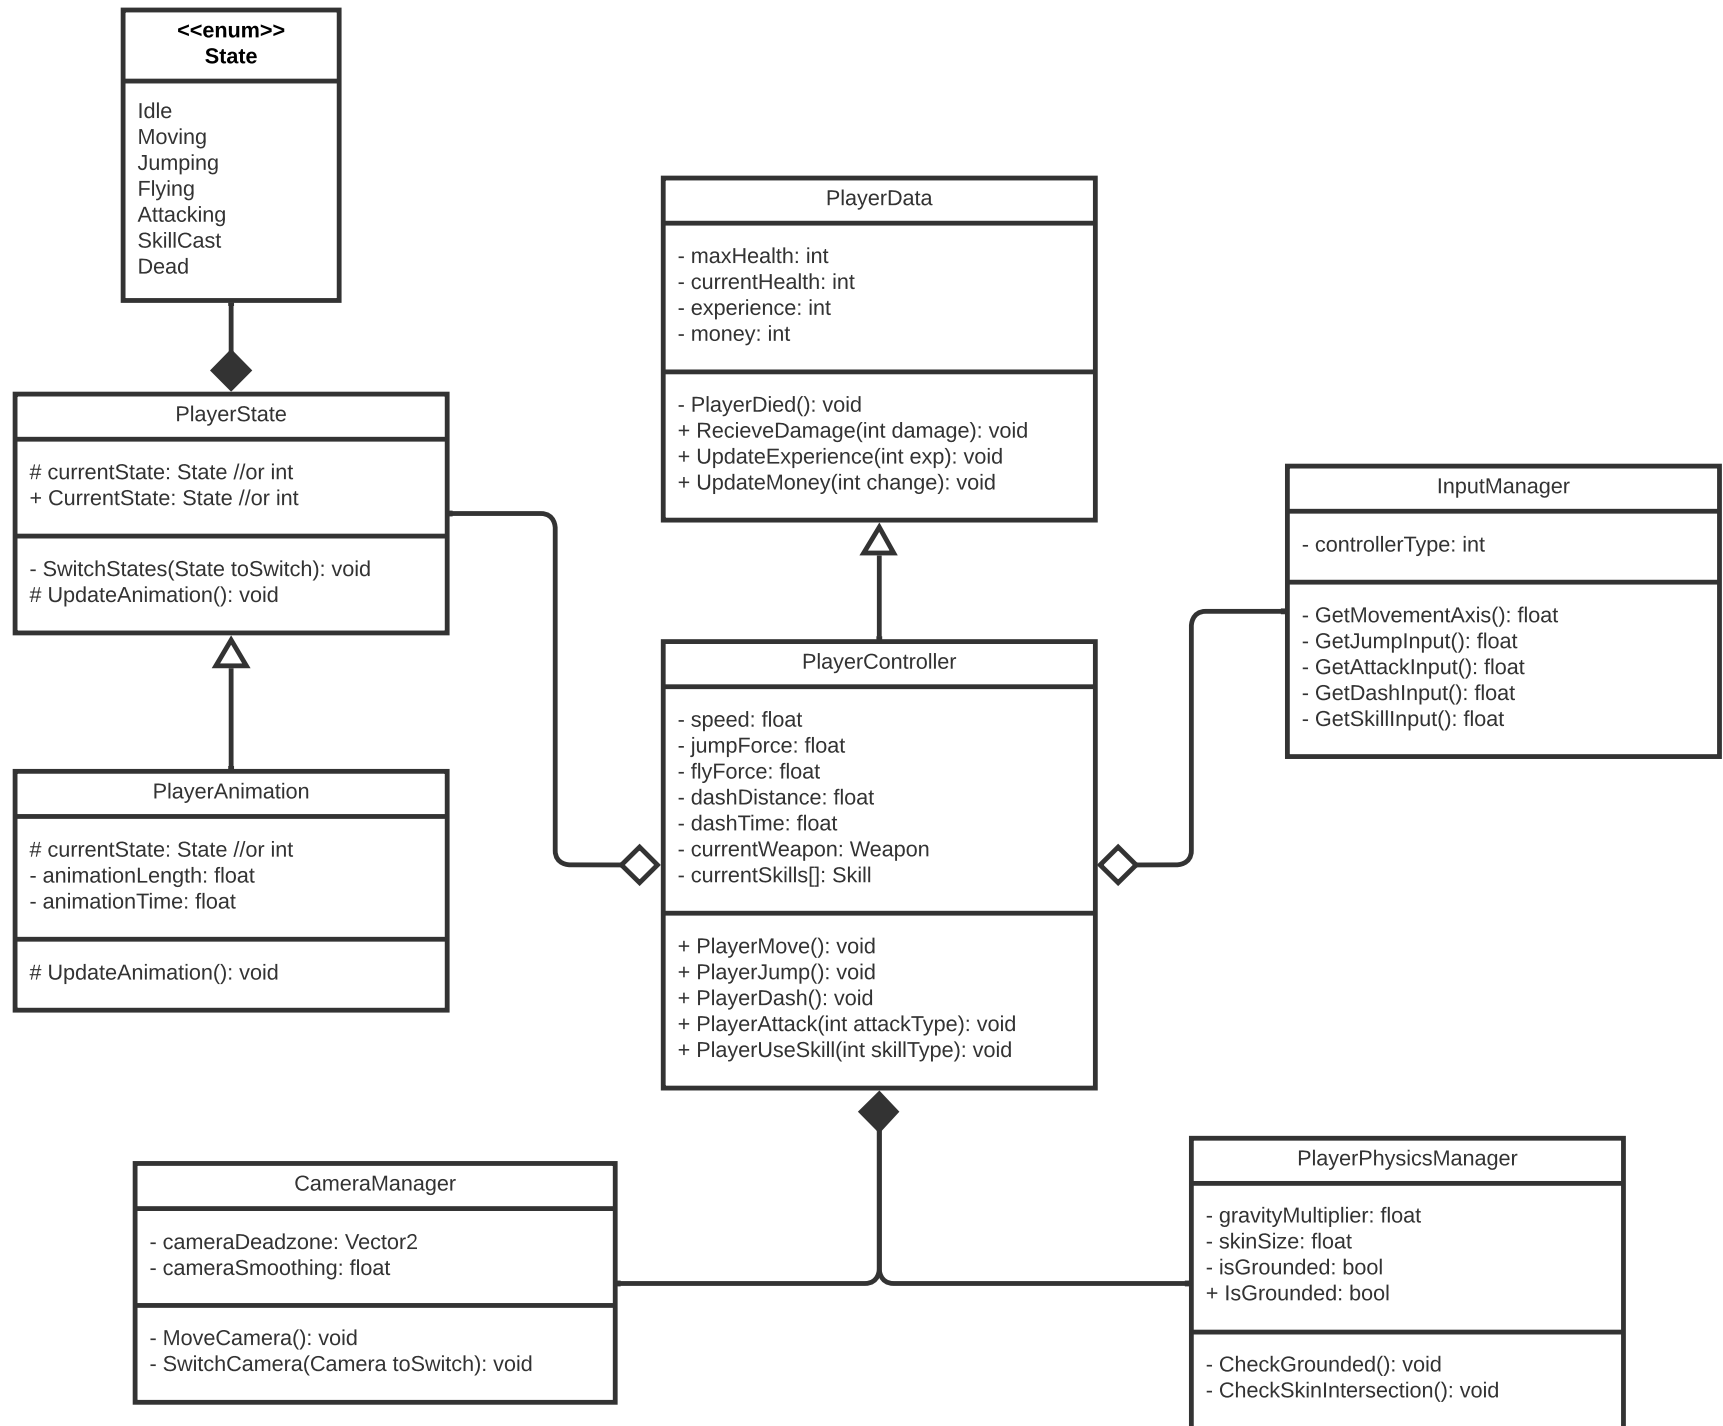 <<enum>>
State
Idle
Moving
Jumping
Flying
Attacking
SkillCast
Dead
PlayerData
- maxHealth: int
- currentHealth: int
- experience: int
- money: int
- PlayerDied(): void
+ RecieveDamage(int damage): void
+ UpdateExperience(int exp): void
+ UpdateMoney(int change): void
PlayerState
# currentState: State //or int
+ CurrentState: State //or int
- SwitchStates(State toSwitch): void
# UpdateAnimation(): void
InputManager
- controllerType: int
- GetMovementAxis(): float
- GetJumpInput(): float
- GetAttackInput(): float
- GetDashInput(): float
- GetSkillInput(): float
PlayerController
- speed: float
- jumpForce: float
- flyForce: float
- dashDistance: float
- dashTime: float
- currentWeapon: Weapon
- currentSkills[]: Skill
+ PlayerMove(): void
+ PlayerJump(): void
+ PlayerDash(): void
+ PlayerAttack(int attackType): void
+ PlayerUseSkill(int skillType): void
PlayerAnimation
# currentState: State //or int
- animationLength: float
- animationTime: float
# UpdateAnimation(): void
CameraManager
- cameraDeadzone: Vector2
- cameraSmoothing: float
- MoveCamera(): void
- SwitchCamera(Camera toSwitch): void
PlayerPhysicsManager
- gravityMultiplier: float
- skinSize: float
- isGrounded: bool
+ IsGrounded: bool
- CheckGrounded(): void
- CheckSkinIntersection(): void